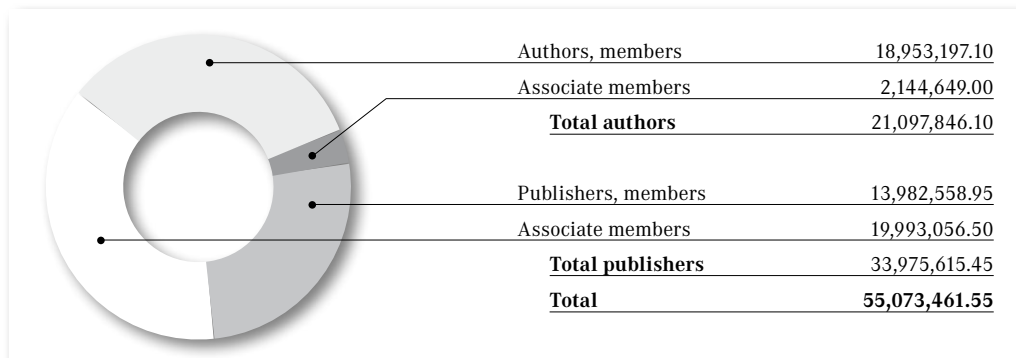 Authors, members 18,953,197.10
Associate members 2,144,649.00
Total authors 21,097,846.10
Publishers, members 13,982,558.95
Associate members 19,993,056.50
Total publishers 33,975,615.45
Total 55,073,461.55